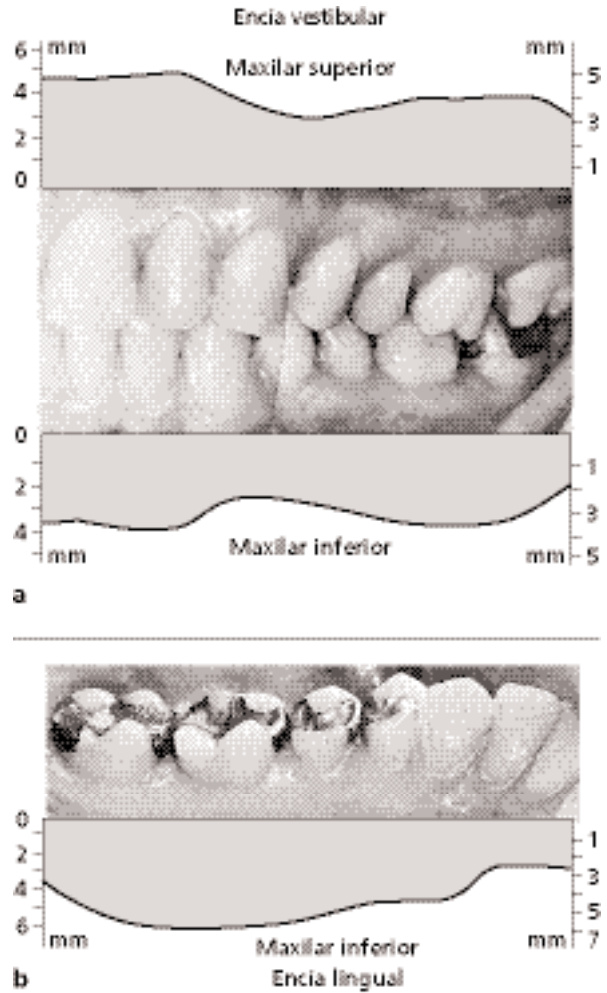 Encia vestibular
6 mm mm
Maxilar superior
5
4
3
2
1
0
0
1
2
3
4
Maxilar inferior
mm mm 5
a
0
1
2
3
4
5
6
mm mm 7
Maxilar inferior
b Encia lingual